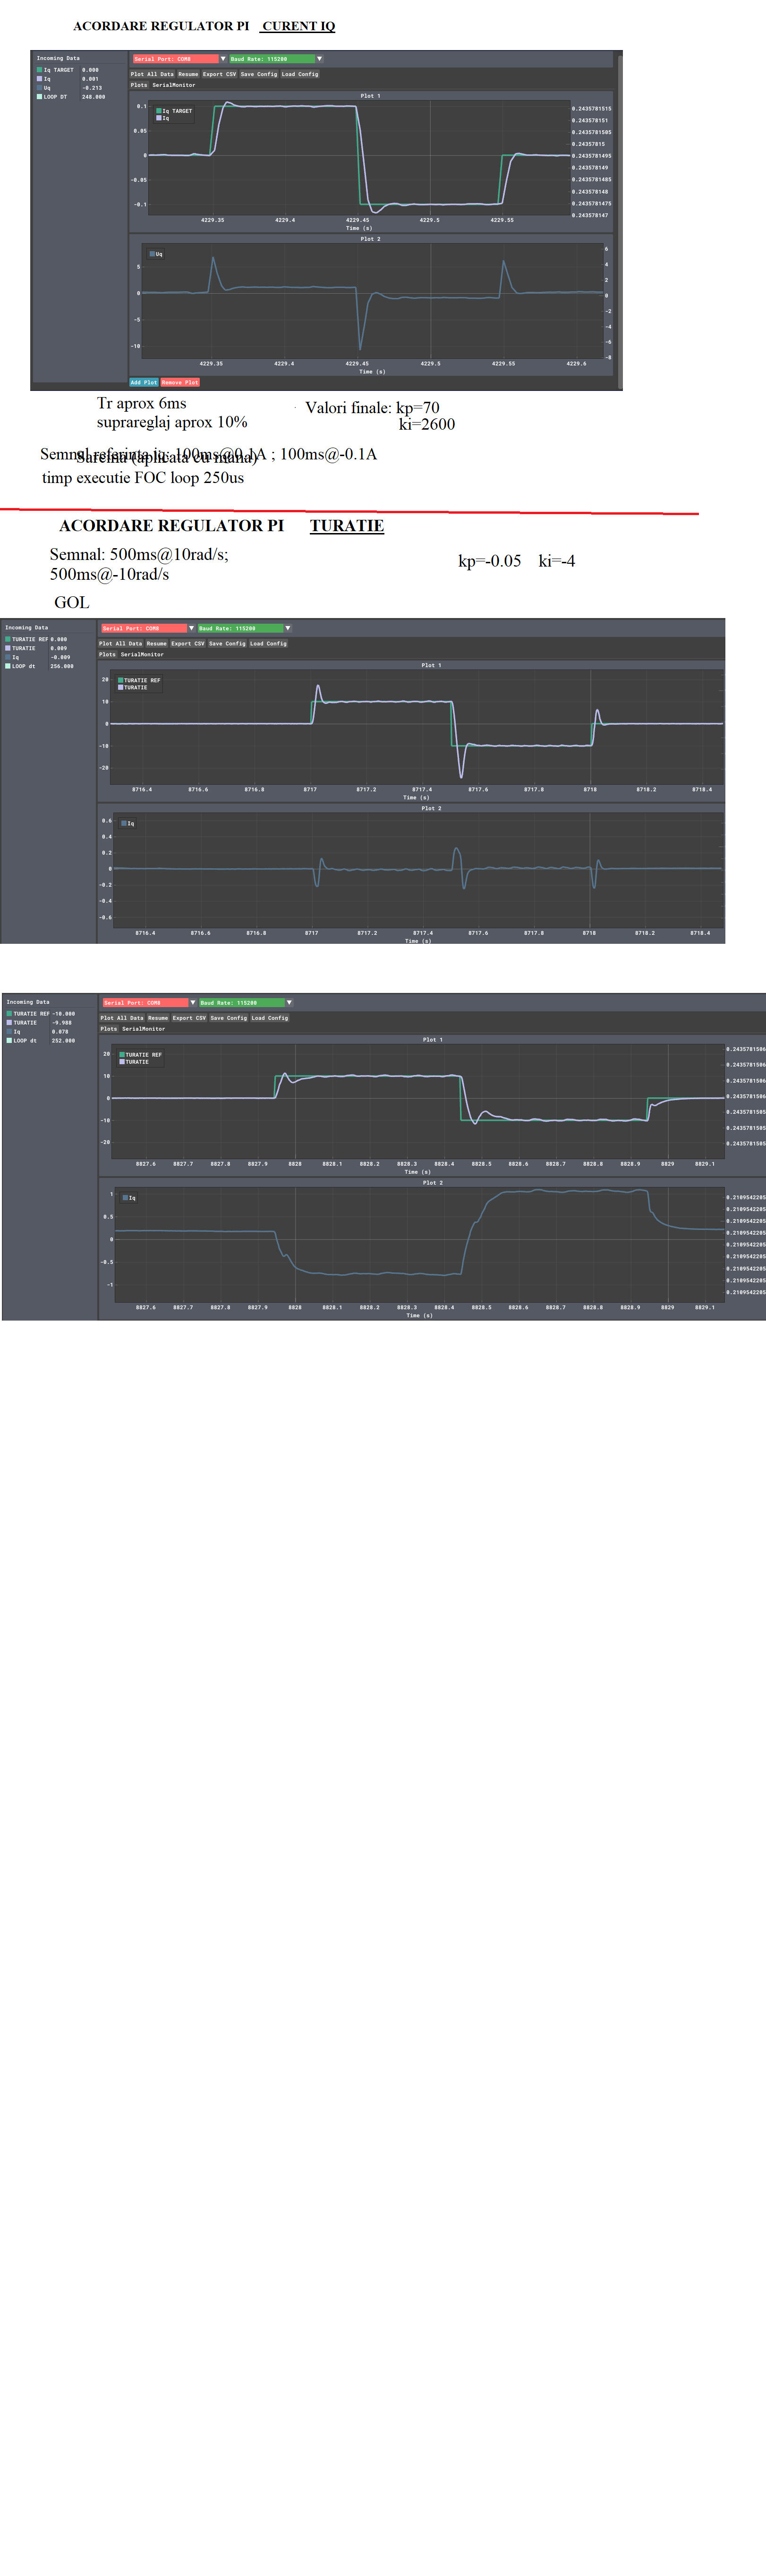 ACORDARE REGULATOR PI CURENT IQ
Incoming Data
Iq TARGET 0.000
Iq 0.001
Uq -0.213
LOOP DT 248.000
Serial Port: COM8 Baud Rate: 115200
Plot All Data Resume Export CSV Save Config Load Config
Plots SerialMonitor
Plot 1
Iq TARGET
Iq
0.1
0.05
0
-0.05
-0.1
0.2435781515
0.243578151
0.2435781505
0.24357815
0.2435781495
0.243578149
0.2435781485
0.243578148
0.2435781475
0.243578147
4229.35 4229.4 4229.45 4229.5 4229.55
Time (s)
Plot 2
Uq
5
0
-5
-10
6
4
2
0
-2
-4
-6
-8
4229.35 4229.4 4229.45 4229.5 4229.55 4229.6
Time (s)
Add Plot Remove Plot
Tr aprox 6ms
suprareglaj aprox 10%
Valori finale: kp=70
ki=2600
Semnal referinta Iq: 100ms@0.1A ; 100ms@-0.1A
Sarcina (aplicata cu mana)
timp executie FOC loop 250us
ACORDARE REGULATOR PI TURATIE
Semnal: 500ms@10rad/s;
500ms@-10rad/s
kp=-0.05 ki=-4
GOL
Incoming Data
TURATIE REF 0.000
TURATIE 0.009
Iq -0.009
LOOP dt 256.000
Serial Port: COM8 Baud Rate: 115200
Plot All Data Resume Export CSV Save Config Load Config
Plots SerialMonitor
Plot 1
TURATIE REF
TURATIE
20
10
0
-10
-20
8716.4 8716.6 8716.8 8717 8717.2 8717.4 8717.6 8717.8 8718 8718.2 8718.4
Time (s)
Plot 2
Iq
0.6
0.4
0.2
0
-0.2
-0.4
-0.6
8716.4 8716.6 8716.8 8717 8717.2 8717.4 8717.6 8717.8 8718 8718.2 8718.4
Time (s)
Incoming Data
TURATIE REF -10.000
TURATIE -9.988
Iq 0.078
LOOP dt 252.000
Serial Port: COM8 Baud Rate: 115200
Plot All Data Resume Export CSV Save Config Load Config
Plots SerialMonitor
Plot 1
TURATIE REF
TURATIE
20
10
0
-10
-20
0.2435781506
0.2435781506
0.2435781506
0.2435781506
0.2435781505
0.2435781505
0.2435781505
8827.6 8827.7 8827.8 8827.9 8828 8828.1 8828.2 8828.3 8828.4 8828.5 8828.6 8828.7 8828.8 8828.9 8829 8829.1
Time (s)
Plot 2
Iq
1
0.5
0
-0.5
-1
0.2109542205
0.2109542205
0.2109542205
0.2109542205
0.2109542205
0.2109542205
0.2109542205
0.2109542205
0.2109542205
8827.6 8827.7 8827.8 8827.9 8828 8828.1 8828.2 8828.3 8828.4 8828.5 8828.6 8828.7 8828.8 8828.9 8829 8829.1
Time (s)